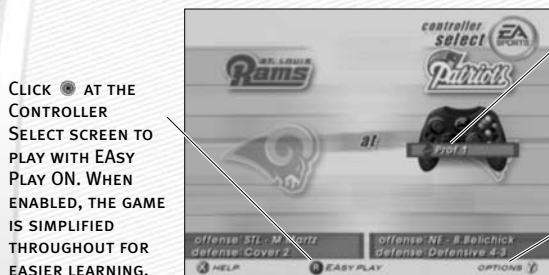 CLICK AT THE
CONTROLLER
SELECT SCREEN TO
PLAY WITH EASY
PLAY ON. WHEN
ENABLED, THE GAME
IS SIMPLIFIED
THROUGHOUT FOR
EASIER LEARNING.
controller
select
EA
SPORTS
ST. LOUIS
Rams
Patriots
at
Prof 1
offense: STL - M Martz
defense: Cover 2
offense: NE - B.Belichick
defense: Defensive 4-3
X HELP
R EASY PLAY
OPTIONS Y